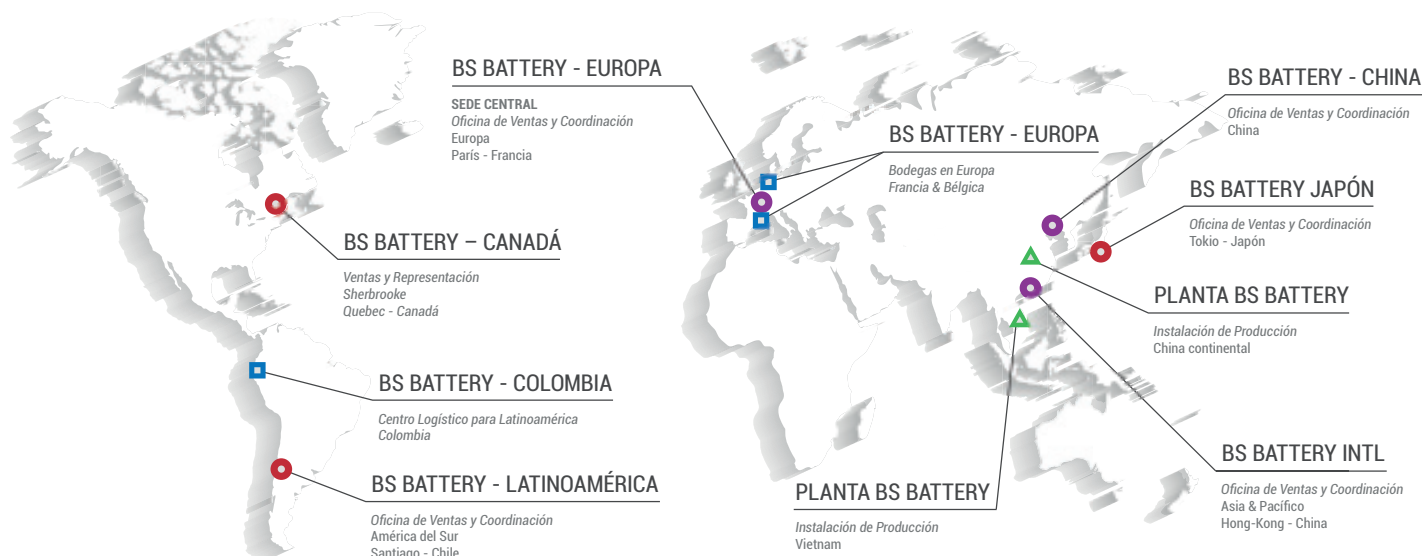 BS BATTERY - EUROPA
SEDE CENTRAL
Oficina de Ventas y Coordinación
Europa
París - Francia
BS BATTERY - EUROPA
Bodegas en Europa
Francia & Bélgica
BS BATTERY - CHINA
Oficina de Ventas y Coordinación
China
BS BATTERY JAPÓN
Oficina de Ventas y Coordinación
Tokio - Japón
BS BATTERY – CANADÁ
Ventas y Representación
Sherbrooke
Quebec - Canadá
PLANTA BS BATTERY
Instalación de Producción
China continental
BS BATTERY - COLOMBIA
Centro Logístico para Latinoamérica
Colombia
BS BATTERY INTL
Oficina de Ventas y Coordinación
Asia & Pacífico
Hong-Kong - China
BS BATTERY - LATINOAMÉRICA
Oficina de Ventas y Coordinación
América del Sur
Santiago - Chile
PLANTA BS BATTERY
Instalación de Producción
Vietnam